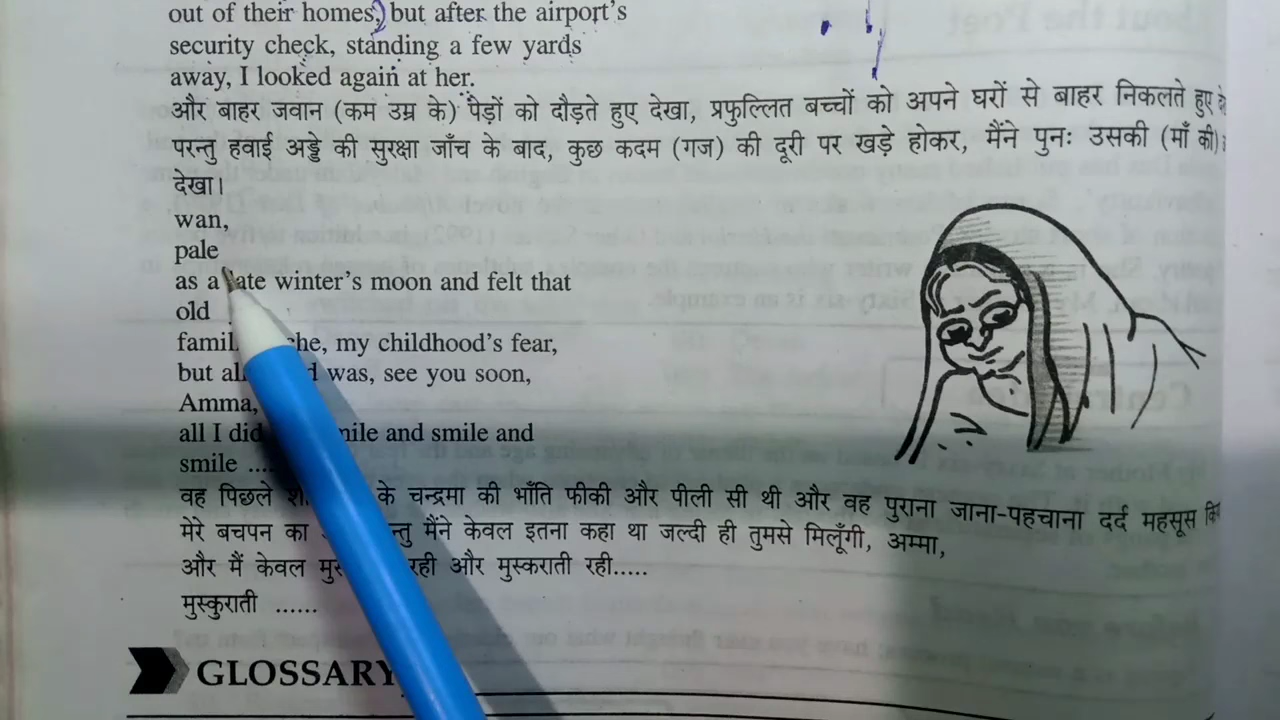 out of their homes, but after the airport's
security check, standing a few yards
away, I looked again at her.
और बाहर जवान (कम उम्र के) पेड़ों को दौड़ते हुए देखा, प्रफुल्लित बच्चों को अपने घरों से बाहर निकलते हुए
परन्तु हवाई अड्डे की सुरक्षा जाँच के बाद, कुछ कदम (गज) की दूरी पर खड़े होकर, मैंने पुनः उसकी (माँ की)
देखा।
wan,
pale
as a late winter's moon and felt that
old
she, my childhood's fear,
but was, see you soon,
Amma,
all I did and smile and
smile ....
वह पिछले के चन्द्रमा की भाँति फीकी और पीली सी थी और वह पुराना जाना-पहचाना दर्द महसूस
मेरे बचपन का मैंने केवल इतना कहा था जल्दी ही तुमसे मिलूँगी, अम्मा,
और मैं केवल रही और मुस्कराती रही.....
मुस्कुराती ......
GLOSSARY